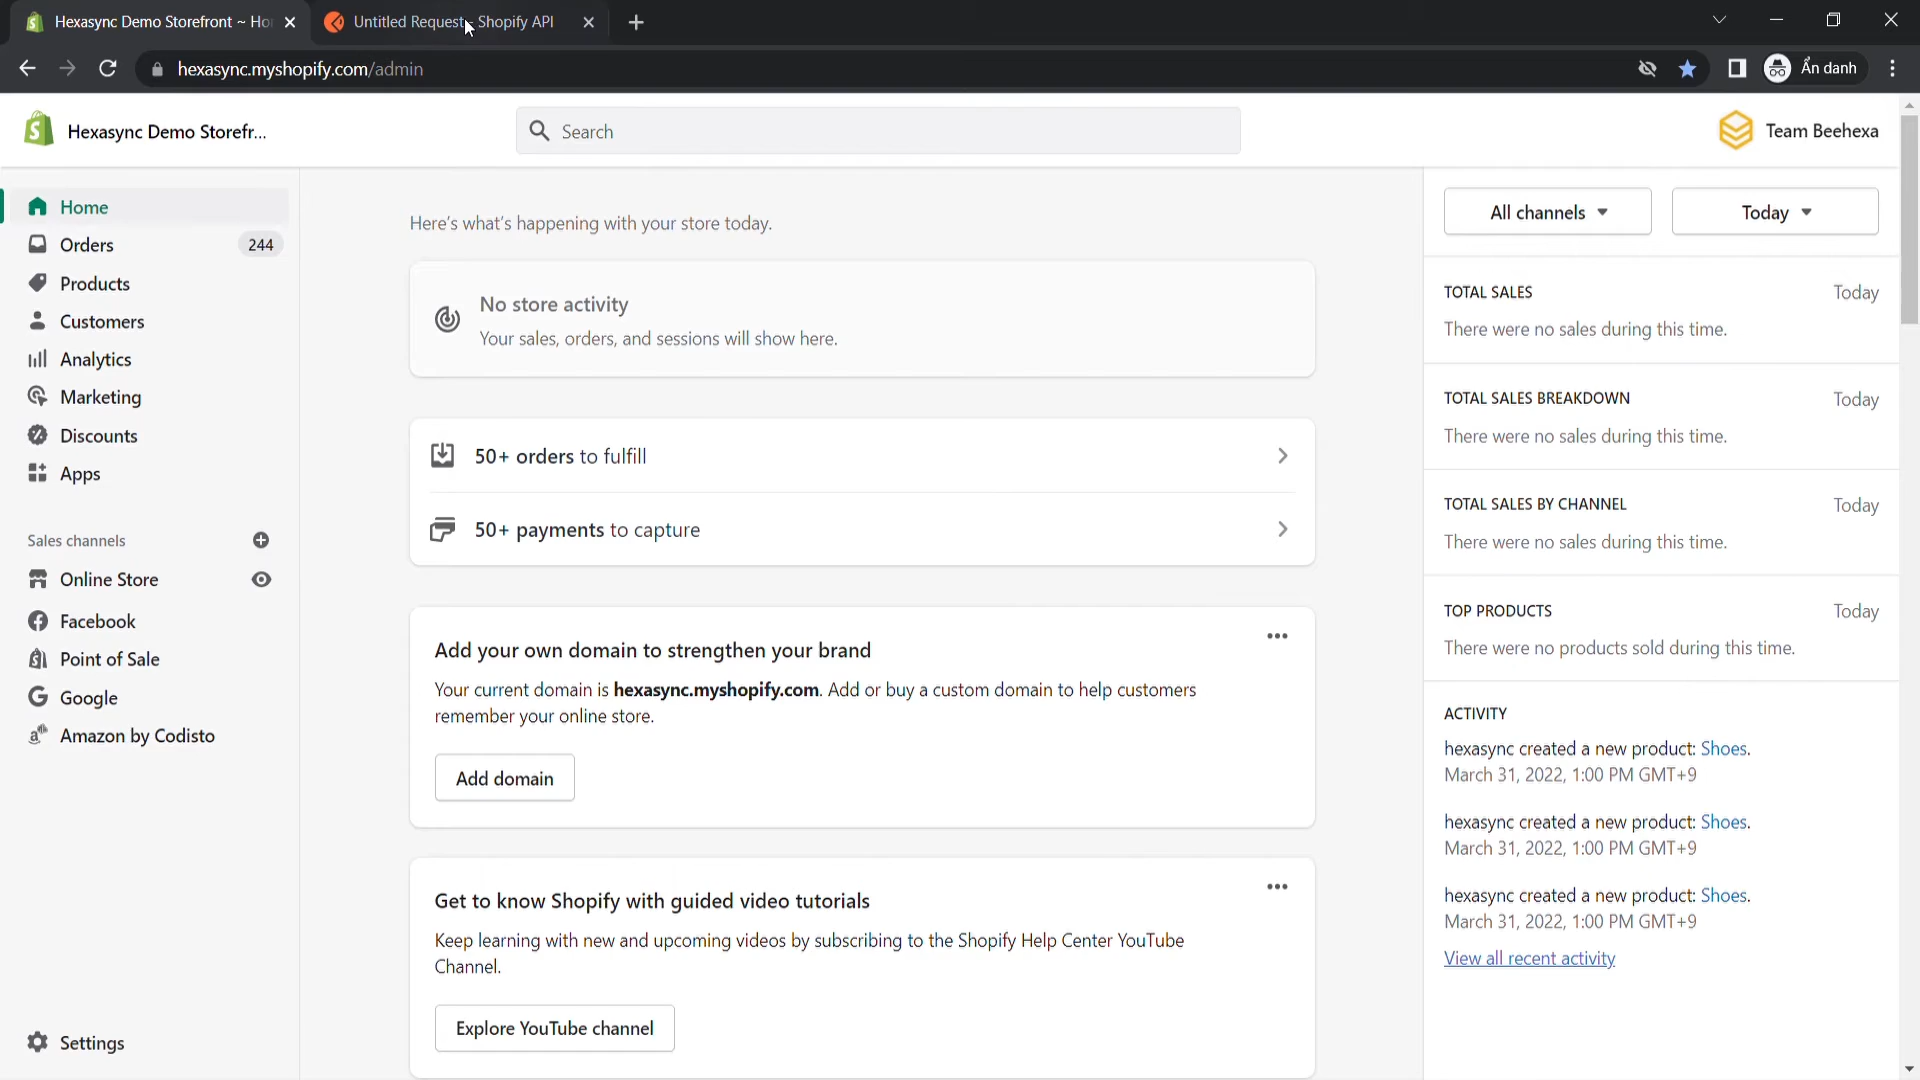 Hexasync Demo Storefront ~ Ho
Untitled Request - Shopify API
hexasync.myshopify.com/admin
Ẩn danh
Hexasync Demo Storefr...
Search
Team Beehexa
Home
Orders
244
Products
Customers
Analytics
Marketing
Discounts
Apps
Sales channels
Online Store
Facebook
Point of Sale
Google
Amazon by Codisto
Settings
Here's what's happening with your store today.
No store activity
Your sales, orders, and sessions will show here.
50+ orders to fulfill
50+ payments to capture
Add your own domain to strengthen your brand
Your current domain is hexasync.myshopify.com. Add or buy a custom domain to help customers
remember your online store.
Add domain
Get to know Shopify with guided video tutorials
Keep learning with new and upcoming videos by subscribing to the Shopify Help Center YouTube
Channel.
Explore YouTube channel
All channels
Today
TOTAL SALES
Today
There were no sales during this time.
TOTAL SALES BREAKDOWN
Today
There were no sales during this time.
TOTAL SALES BY CHANNEL
Today
There were no sales during this time.
TOP PRODUCTS
Today
There were no products sold during this time.
ACTIVITY
hexasync created a new product: Shoes.
March 31, 2022, 1:00 PM GMT+9
hexasync created a new product: Shoes.
March 31, 2022, 1:00 PM GMT+9
hexasync created a new product: Shoes.
March 31, 2022, 1:00 PM GMT+9
View all recent activity